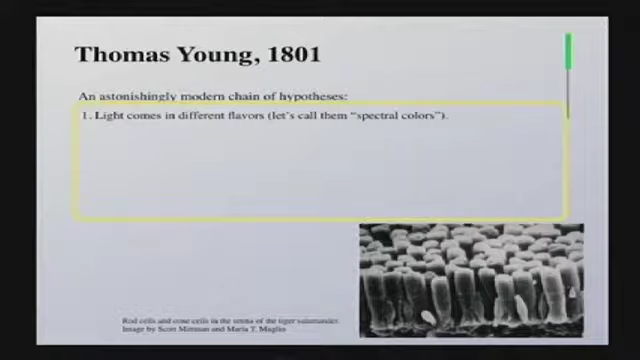 Thomas Young, 1801
An astonishingly modern chain of hypotheses:
1. Light comes in different flavors (let's call them "spectral colors").
Rod cells and cone cells in the retina of the tiger salamander.
Image by Scott Mittman and Maria T. Maglio